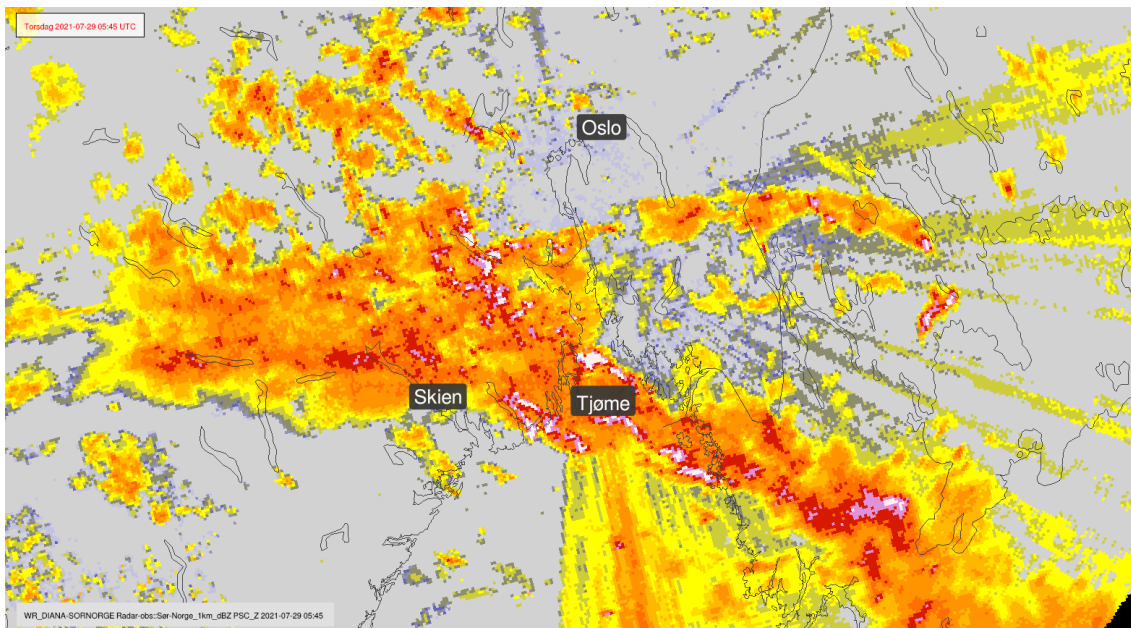 Torsdag 2021-07-29 05:45 UTC
Oslo
Skien
Tjøme
WR_DIANA-SORNORGE Radar-obs::Sør-Norge_1km_dBZ PSC_Z 2021-07-29 05:45